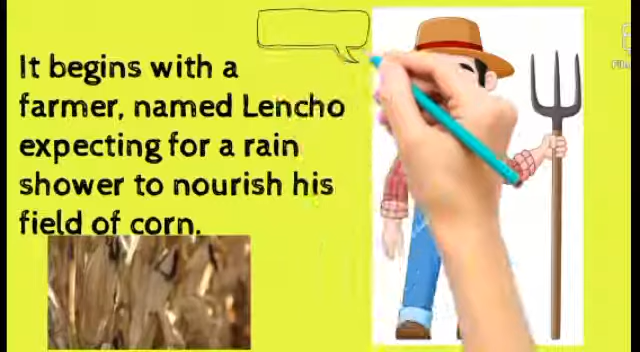 It begins with a
farmer, named Lencho
expecting for a rain
shower to nourish his
field of corn.